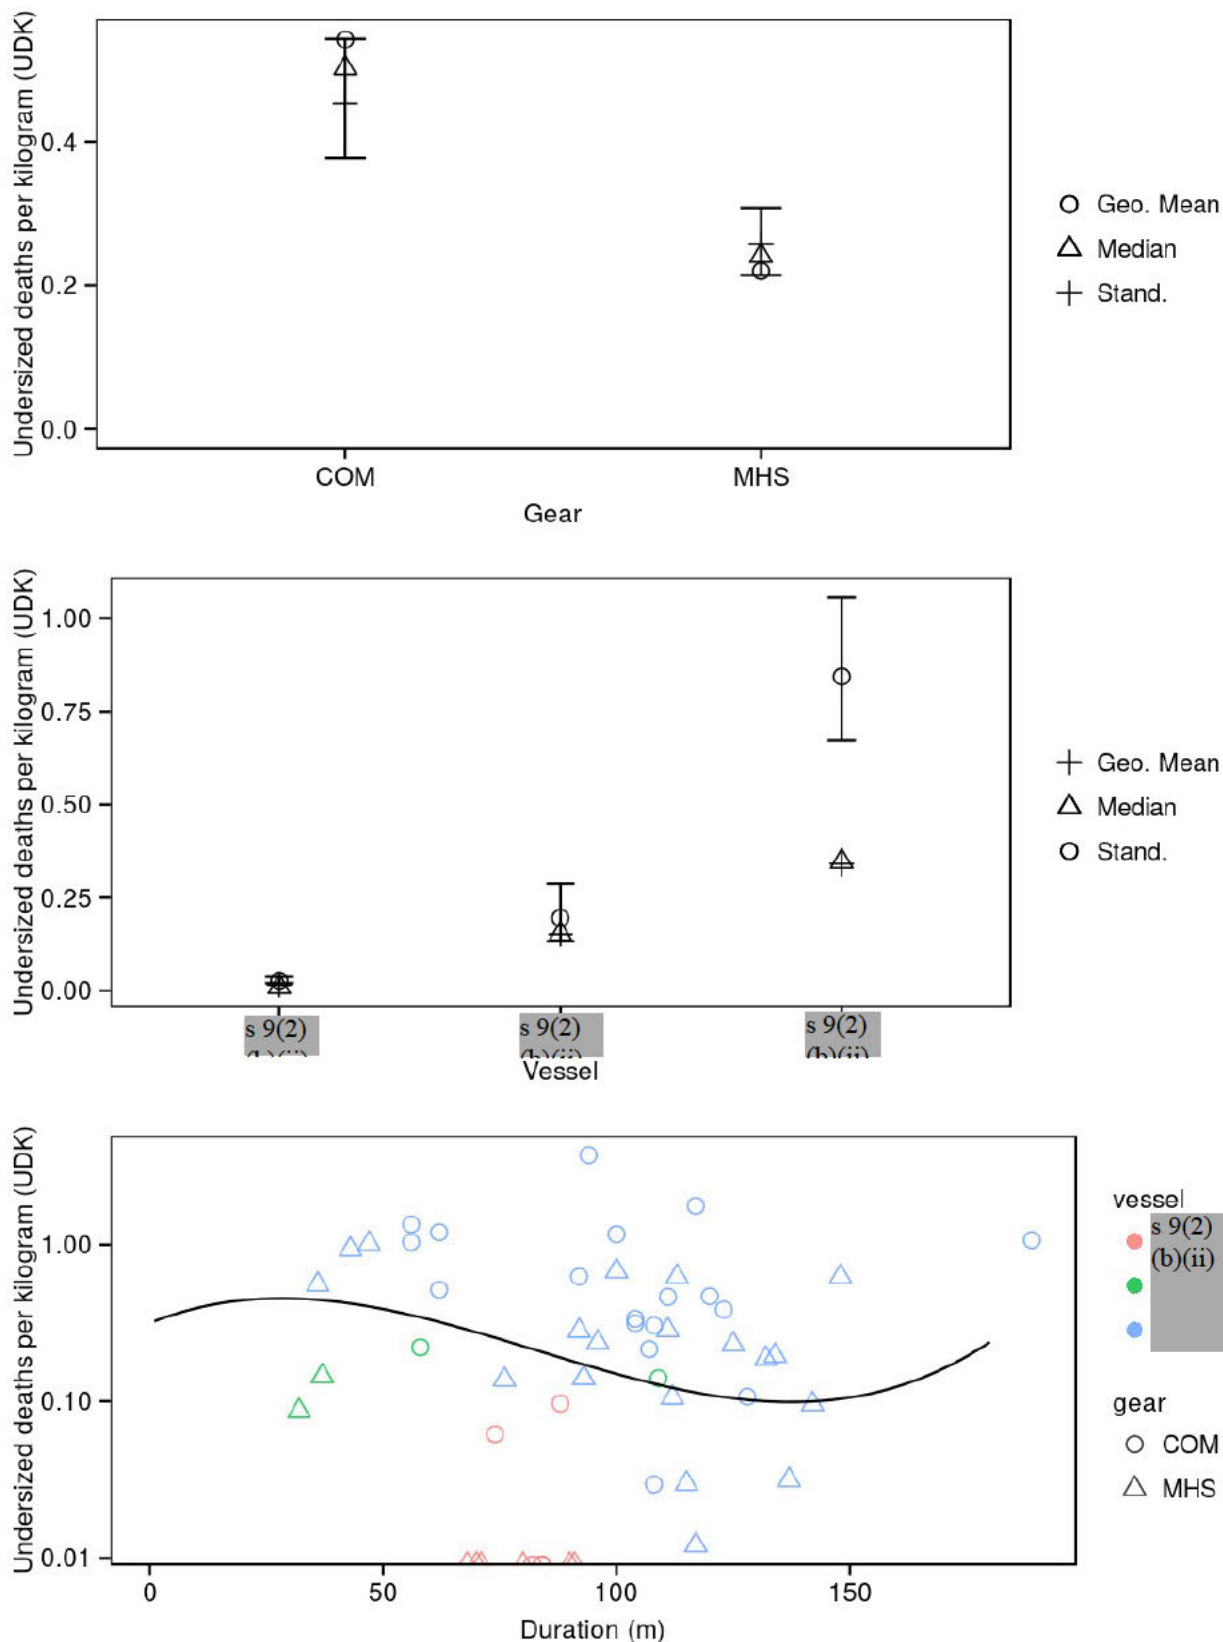 Undersized deaths per kilogram (UDK)
0.4
0.2
0.0
COM
MHS
Gear
Geo. Mean
Median
Stand.
Undersized deaths per kilogram (UDK)
1.00
0.75
0.50
0.25
0.00
s 9(2)
(b)(ii)
s 9(2)
(b)(ii)
s 9(2)
(b)(ii)
Vessel
Geo. Mean
Median
Stand.
Undersized deaths per kilogram (UDK)
1.00
0.10
0.01
0
50
100
150
Duration (m)
vessel
s 9(2)
(b)(ii)
gear
COM
MHS